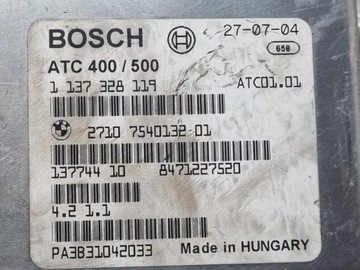 BOSCH 27-07-04
658
ATC 400 / 500
1 137 328 119 ATC01.01
2710 7540132-01
137744 10 8471227520
4.2 1.1
PA3B31042033 Made in HUNGARY